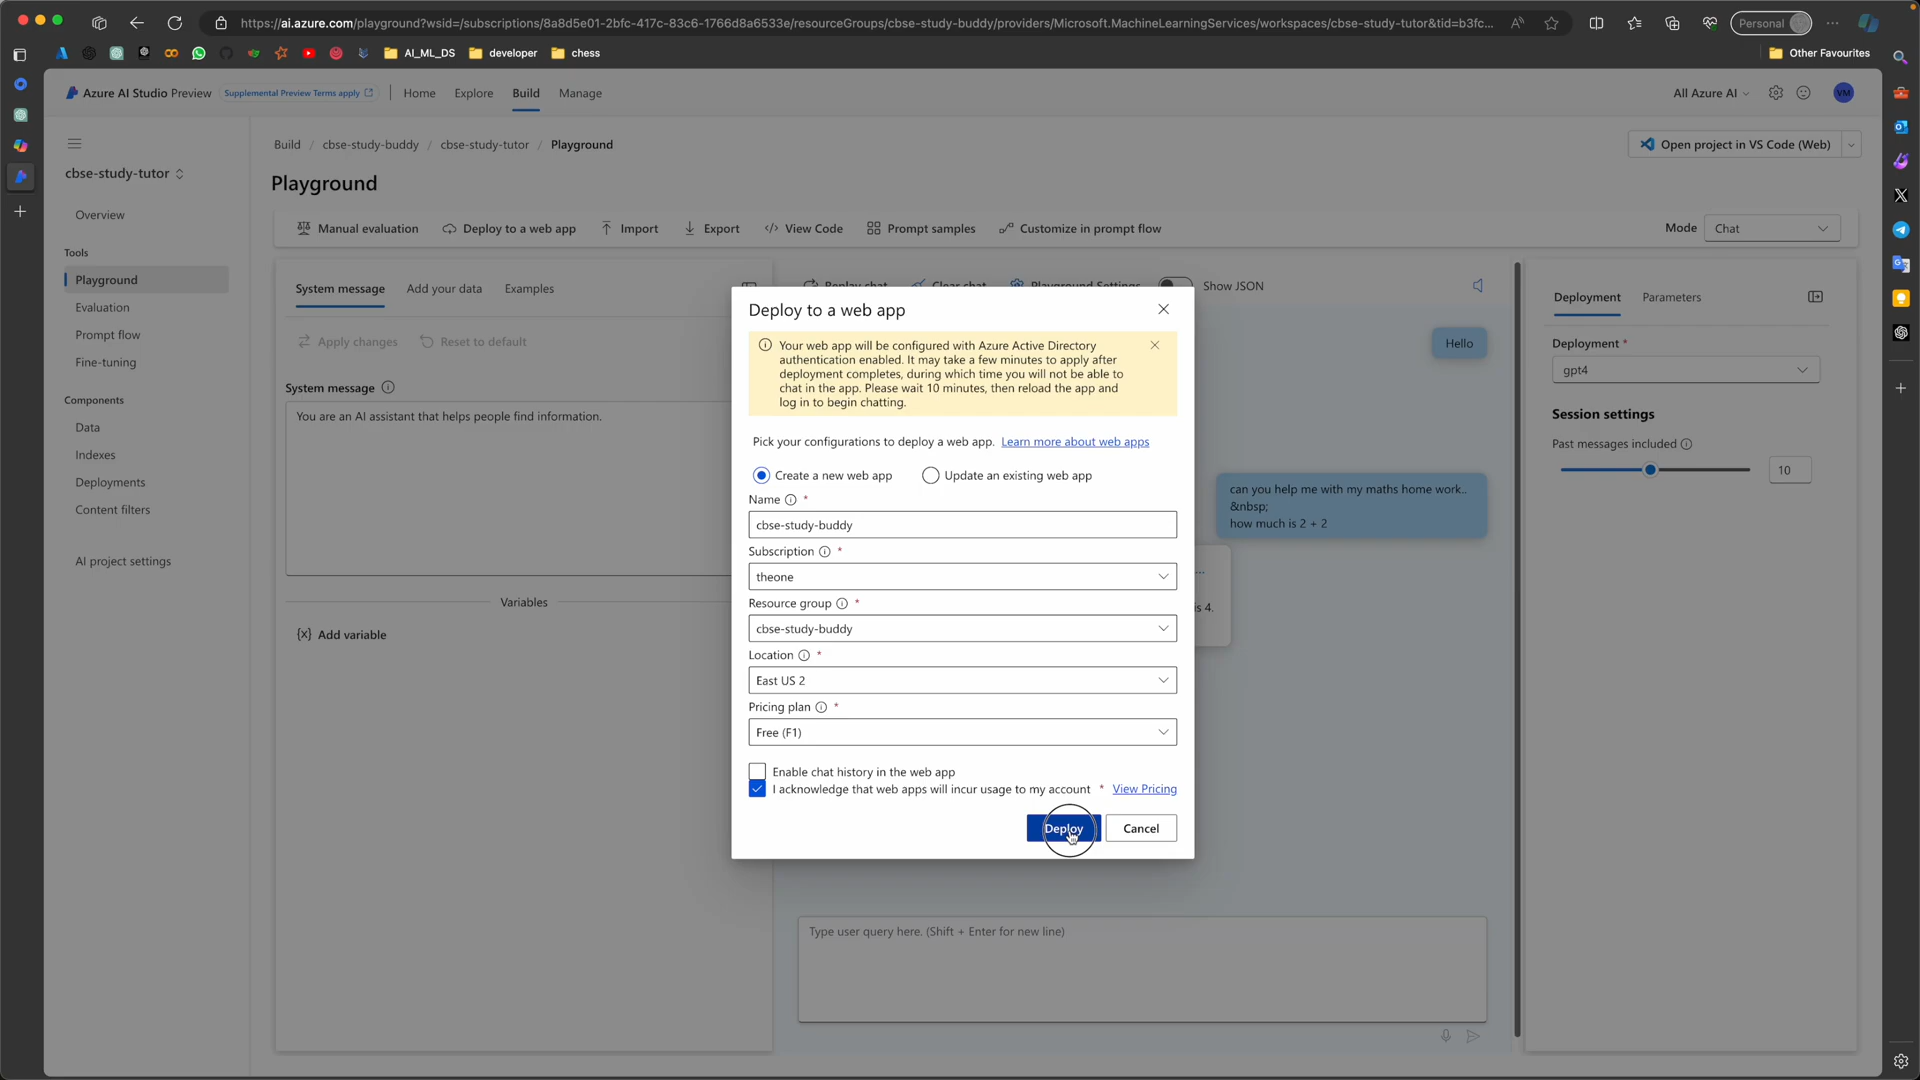 https://ai.azure.com/playground?wsid=/subscriptions/8a8d5e01-2bfc-417c-83c6-1766d8a6533e/resourceGroups/cbse-study-buddy/providers/Microsoft.MachineLearningServices/workspaces/cbse-study-tutor&tid=b3fc...
Personal
AI_ML_DS
developer
chess
Other Favourites
Azure AI Studio Preview
Supplemental Preview Terms apply
Home
Explore
Build
Manage
All Azure AI
VM
Build / cbse-study-buddy / cbse-study-tutor / Playground
Open project in VS Code (Web)
cbse-study-tutor
Playground
Overview
Tools
Playground
Evaluation
Prompt flow
Fine-tuning
Components
Data
Indexes
Deployments
Content filters
AI project settings
Manual evaluation
Deploy to a web app
Import
Export
View Code
Prompt samples
Customize in prompt flow
Mode
Chat
System message
Add your data
Examples
Apply changes
Reset to default
System message
You are an AI assistant that helps people find information.
Variables
{x} Add variable
Replay chat
Clear chat
Playground Settings
Show JSON
Hello
can you help me with my maths home work..
&nbsp;
how much is 2 + 2
...
is 4.
Type user query here. (Shift + Enter for new line)
Deploy to a web app
Your web app will be configured with Azure Active Directory
authentication enabled. It may take a few minutes to apply after
deployment completes, during which time you will not be able to
chat in the app. Please wait 10 minutes, then reload the app and
log in to begin chatting.
Pick your configurations to deploy a web app. Learn more about web apps
Create a new web app
Update an existing web app
Name *
cbse-study-buddy
Subscription *
theone
Resource group *
cbse-study-buddy
Location *
East US 2
Pricing plan *
Free (F1)
Enable chat history in the web app
I acknowledge that web apps will incur usage to my account * View Pricing
Deploy
Cancel
Deployment
Parameters
Deployment *
gpt4
Session settings
Past messages included
10